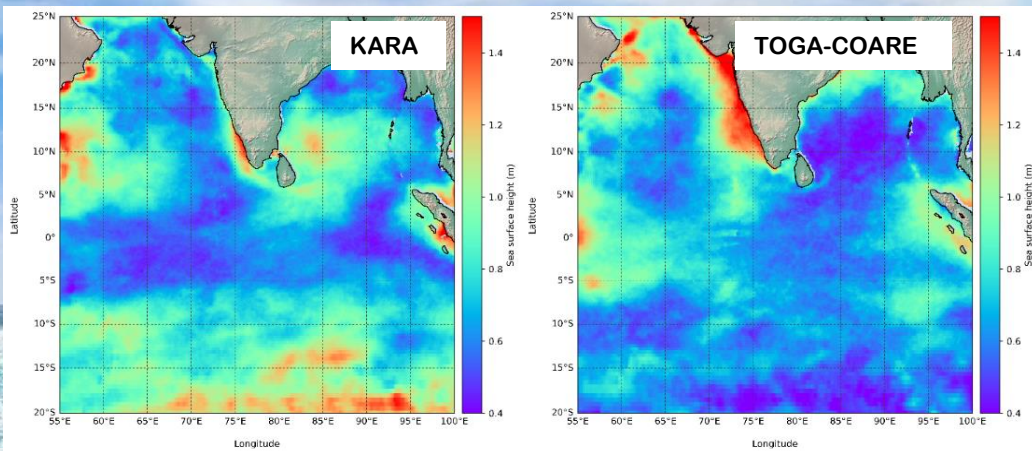 KARA
25°N
20°N
15°N
10°N
5°N
0°
5°S
10°S
15°S
20°S
55°E 60°E 65°E 70°E 75°E 80°E 85°E 90°E 95°E 100°E
Latitude
Longitude
1.4
1.2
1.0
0.8
0.6
0.4
Sea surface height (m)
TOGA-COARE
25°N
20°N
15°N
10°N
5°N
0°
5°S
10°S
15°S
20°S
55°E 60°E 65°E 70°E 75°E 80°E 85°E 90°E 95°E 100°E
Latitude
Longitude
1.4
1.2
1.0
0.8
0.6
0.4
Sea surface height (m)